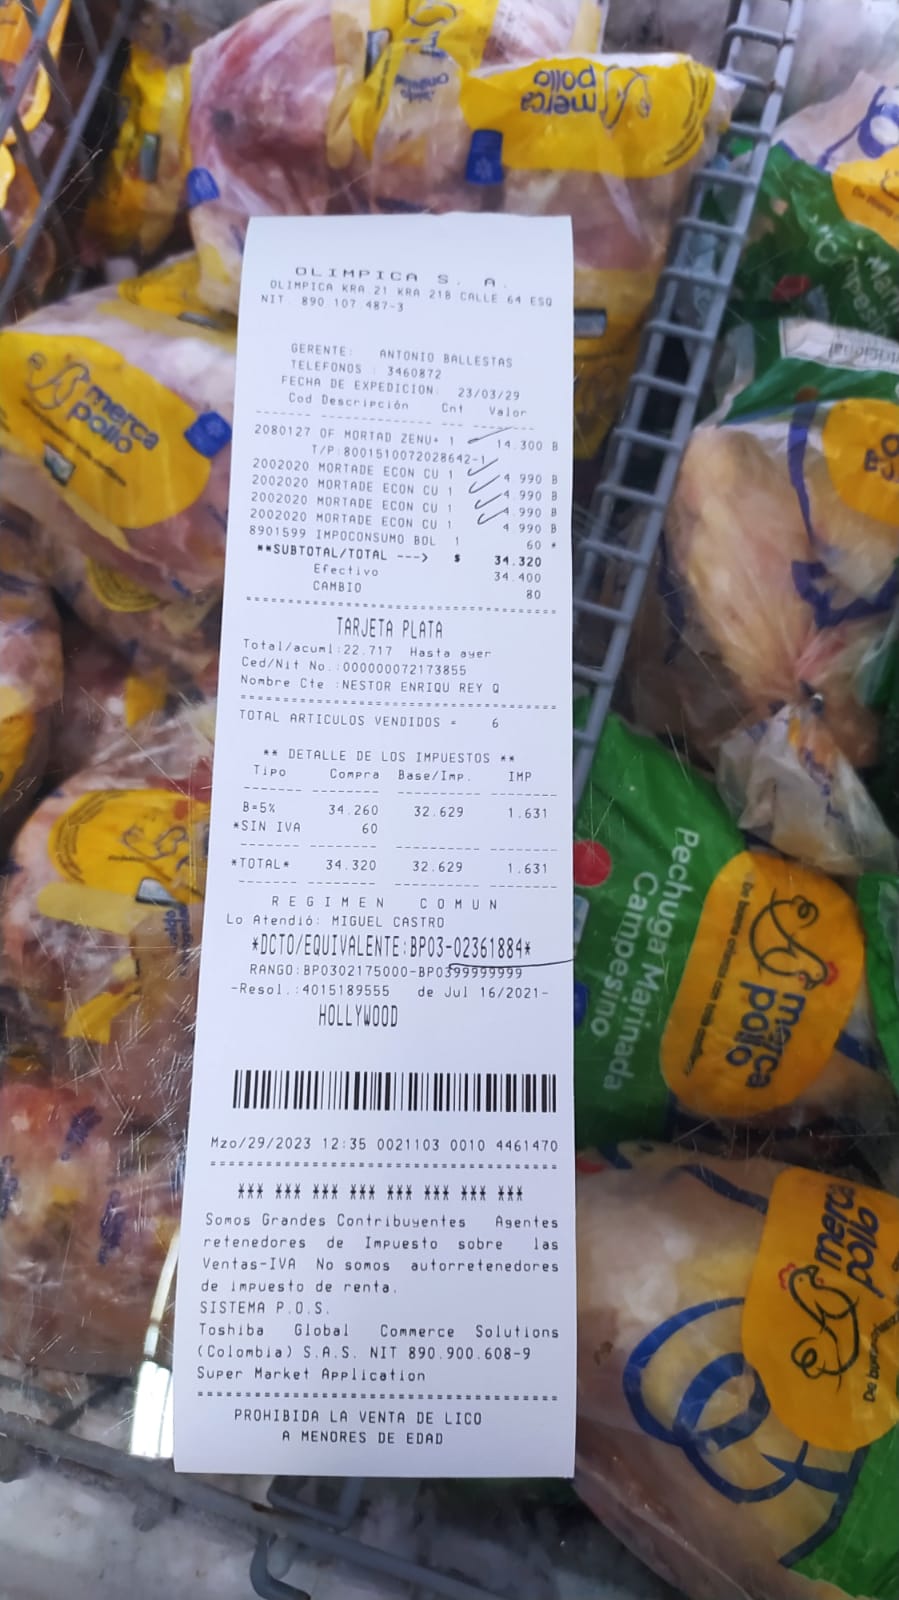 OLIMPICA S. A.
OLIMPICA KRA 21 KRA 21B CALLE 64 ESQ
NIT. 890.107.487-3
GERENTE: ANTONIO BALLESTAS
TELEFONOS : 3460872
FECHA DE EXPEDICION: 23/03/29
Cod Descripción Cnt Valor
2080127 OF MORTAD ZENU+ 1 14.300 B
T/P:8001510072028642-1
2002020 MORTADE ECON CU 1 4.990 B
2002020 MORTADE ECON CU 1 4.990 B
2002020 MORTADE ECON CU 1 4.990 B
2002020 MORTADE ECON CU 1 4.990 B
8901599 IMPOCONSUMO BOL 1 60 *
**SUBTOTAL/TOTAL ---> $ 34.320
Efectivo 34.400
CAMBIO 80
TARJETA PLATA
Total/acuml:22.717 Hasta ayer
Ced/Nit No.:000000072173855
Nombre Cte :NESTOR ENRIQU REY Q
TOTAL ARTICULOS VENDIDOS = 6
** DETALLE DE LOS IMPUESTOS **
Tipo Compra Base/Imp. IMP
B=5% 34.260 32.629 1.631
*SIN IVA 60
*TOTAL* 34.320 32.629 1.631
REGIMEN COMUN
Lo Atendió: MIGUEL CASTRO
*DCTO/EQUIVALENTE:BP03-02361884*
RANGO:BP0302175000-BP0399999999
-Resol.:4015189555 de Jul 16/2021-
HOLLYWOOD
Mzo/29/2023 12:35 0021103 0010 4461470
*** *** *** *** *** *** *** ***
Somos Grandes Contribuyentes Agentes
retenedores de Impuesto sobre las
Ventas-IVA No somos autorretenedores
de impuesto de renta.
SISTEMA P.O.S.
Toshiba Global Commerce Solutions
(Colombia) S.A.S. NIT 890.900.608-9
Super Market Application
PROHIBIDA LA VENTA DE LICO
A MENORES DE EDAD
merca
pollo
merca
pollo
Pechuga Marinada
Campesino
merca
pollo
merca
pollo